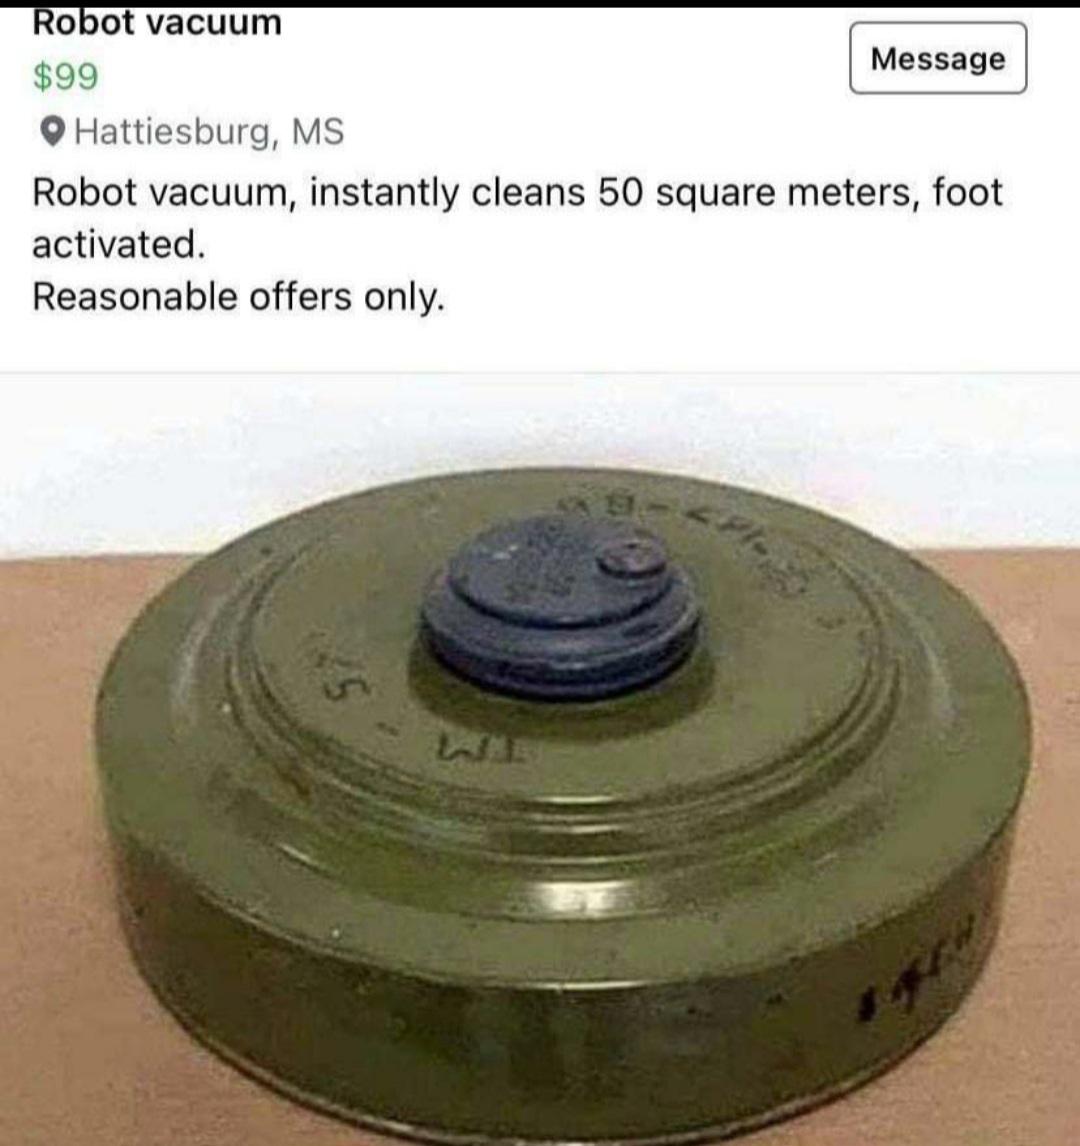 Robot vacuum
$99
Message
Hattiesburg, MS
Robot vacuum, instantly cleans 50 square meters, foot
activated.
Reasonable offers only.